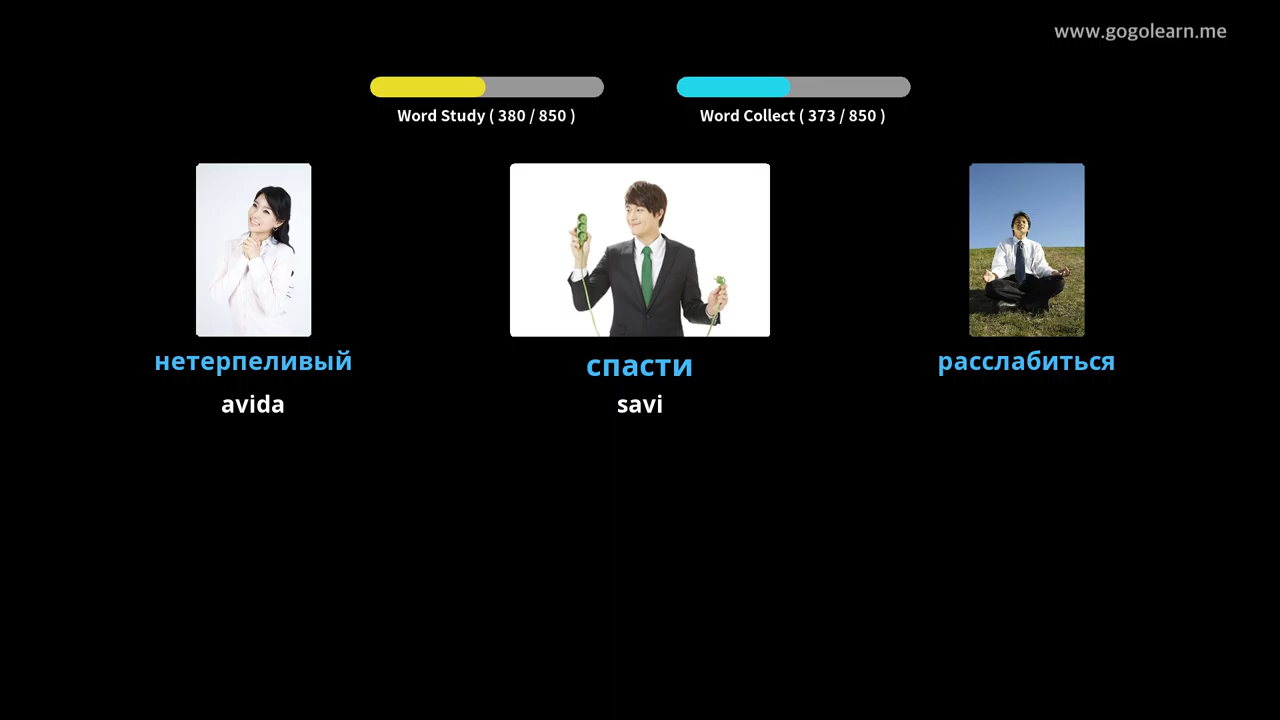 www.gogolearn.me
Word Study ( 380 / 850 )
Word Collect ( 373 / 850 )
нетерпеливый
avida
спасти
savi
расслабиться